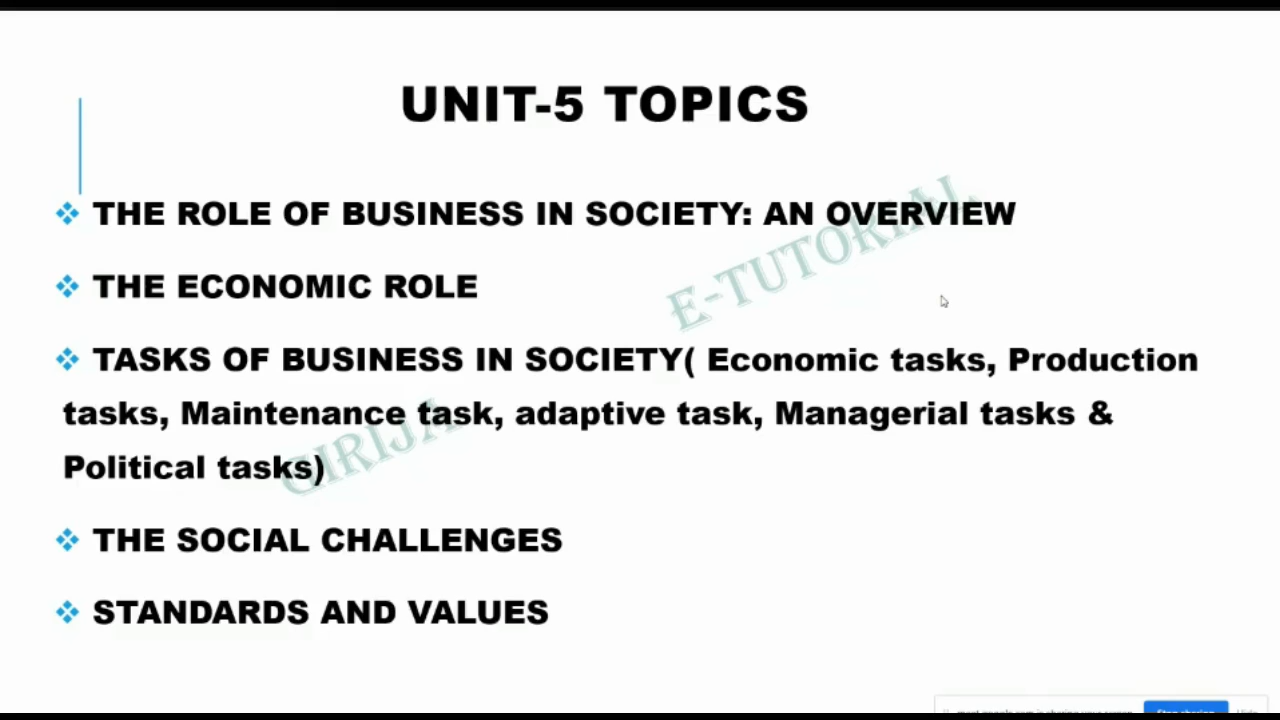 UNIT-5 TOPICS
THE ROLE OF BUSINESS IN SOCIETY: AN OVERVIEW
THE ECONOMIC ROLE
TASKS OF BUSINESS IN SOCIETY( Economic tasks, Production
tasks, Maintenance task, adaptive task, Managerial tasks &
Political tasks)
THE SOCIAL CHALLENGES
STANDARDS AND VALUES
GIRIJA E-TUTORIAL